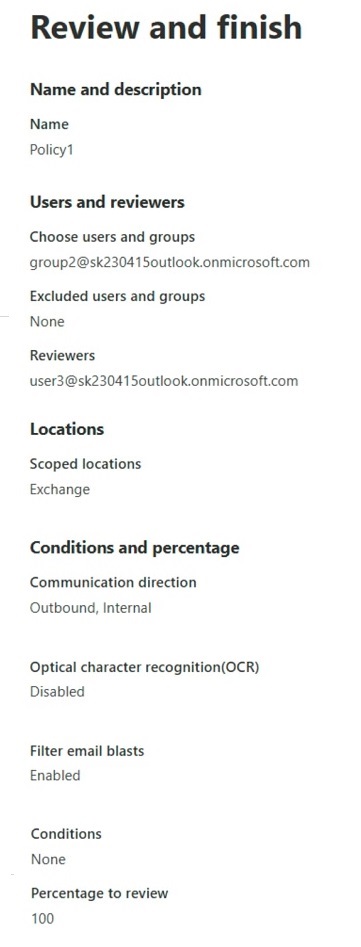 Review and finish
Name and description
Name
Policy1
Users and reviewers
Choose users and groups
group2@sk230415outlook.onmicrosoft.com
Excluded users and groups
None
Reviewers
user3@sk230415outlook.onmicrosoft.com
Locations
Scoped locations
Exchange
Conditions and percentage
Communication direction
Outbound, Internal
Optical character recognition(OCR)
Disabled
Filter email blasts
Enabled
Conditions
None
Percentage to review
100